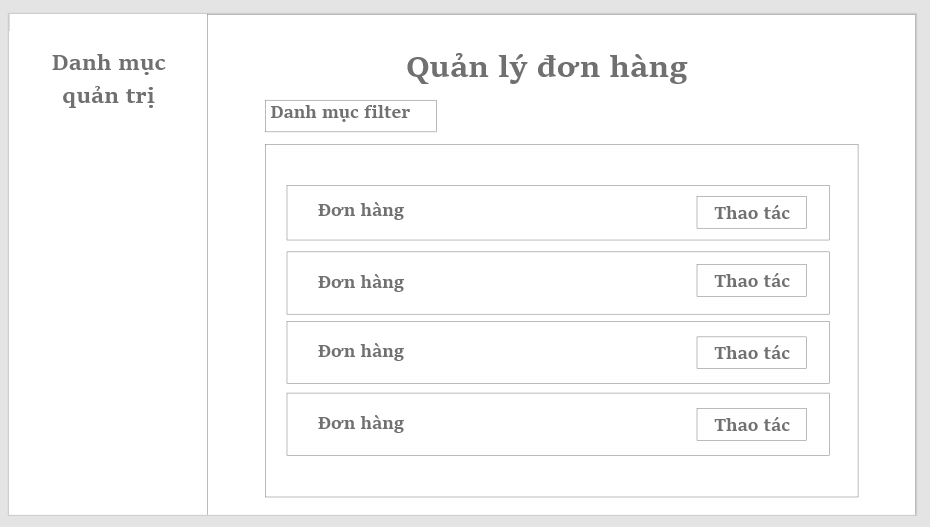 Danh mục
quản trị
Quản lý đơn hàng
Danh mục filter
Đơn hàng
Thao tác
Đơn hàng
Thao tác
Đơn hàng
Thao tác
Đơn hàng
Thao tác